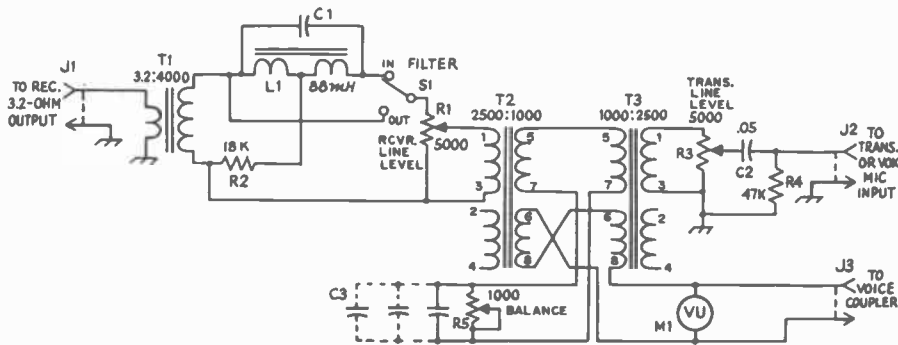 C1
J1
TO REC.
3.2-OHM
OUTPUT
T1
3.2:4000
L1
88mH
IN
FILTER
S1
OUT
R1
5000
RCVR.
LINE
LEVEL
18K
R2
T2
2500:1000
1
3
2
4
5
7
6
8
T3
1000:2500
5
7
6
8
1
3
2
4
TRANS.
LINE
LEVEL
5000
R3
.05
C2
R4
47K
J2
TO
TRANS.
OR VOX
MIC
INPUT
C3
1000
R5
BALANCE
VU
M1
J3
TO
VOICE
COUPLER